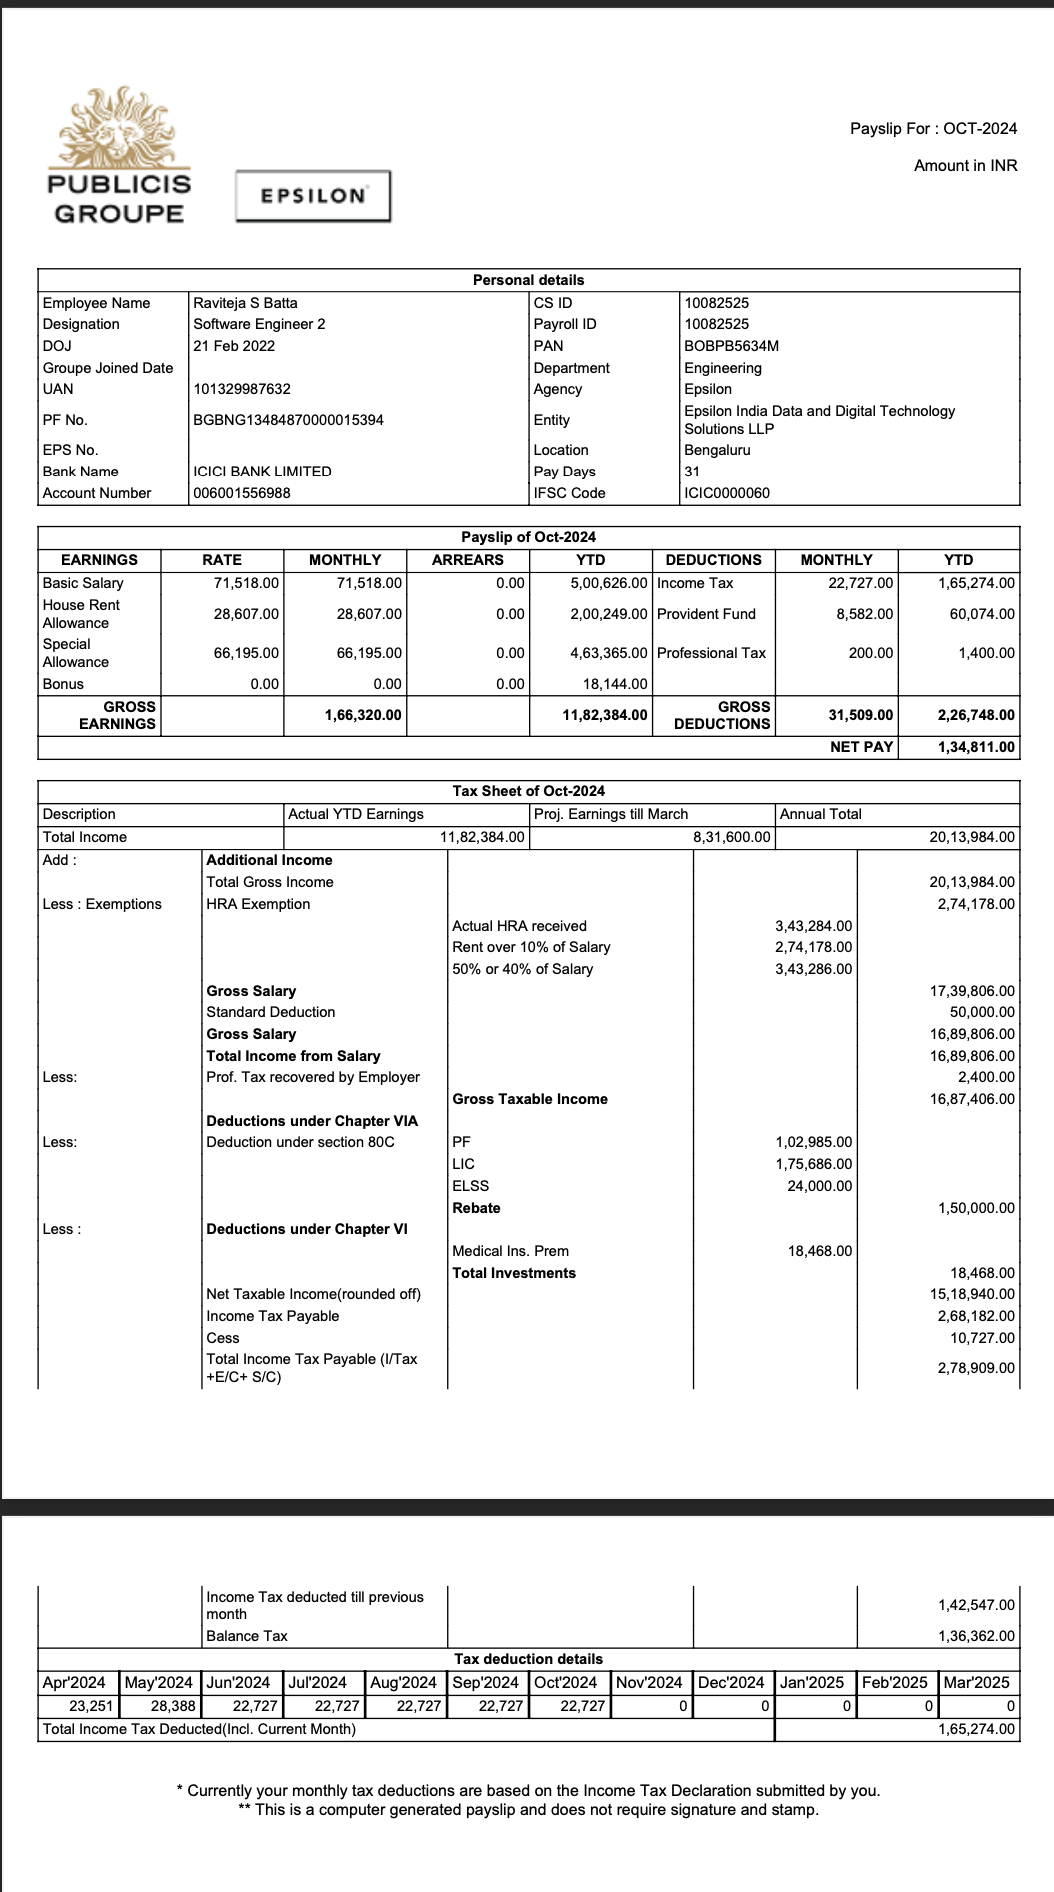 PUBLICIS
GROUPE
EPSILON
Payslip For : OCT-2024
Amount in INR
Personal details
Employee Name Raviteja S Batta CS ID 10082525
Designation Software Engineer 2 Payroll ID 10082525
DOJ 21 Feb 2022 PAN BOBPB5634M
Groupe Joined Date Department Engineering
UAN 101329987632 Agency Epsilon
PF No. BGBNG13484870000015394 Entity Epsilon India Data and Digital Technology
Solutions LLP
EPS No. Location Bengaluru
Bank Name ICICI BANK LIMITED Pay Days 31
Account Number 006001556988 IFSC Code ICIC0000060
Payslip of Oct-2024
EARNINGS RATE MONTHLY ARREARS YTD DEDUCTIONS MONTHLY YTD
Basic Salary 71,518.00 71,518.00 0.00 5,00,626.00 Income Tax 22,727.00 1,65,274.00
House Rent
Allowance 28,607.00 28,607.00 0.00 2,00,249.00 Provident Fund 8,582.00 60,074.00
Special
Allowance 66,195.00 66,195.00 0.00 4,63,365.00 Professional Tax 200.00 1,400.00
Bonus 0.00 0.00 0.00 18,144.00
GROSS
EARNINGS 1,66,320.00 11,82,384.00 GROSS
DEDUCTIONS 31,509.00 2,26,748.00
NET PAY 1,34,811.00
Tax Sheet of Oct-2024
Description Actual YTD Earnings Proj. Earnings till March Annual Total
Total Income 11,82,384.00 8,31,600.00 20,13,984.00
Add : Additional Income
Total Gross Income 20,13,984.00
Less : Exemptions HRA Exemption 2,74,178.00
Actual HRA received 3,43,284.00
Rent over 10% of Salary 2,74,178.00
50% or 40% of Salary 3,43,286.00
Gross Salary 17,39,806.00
Standard Deduction 50,000.00
Gross Salary 16,89,806.00
Total Income from Salary 16,89,806.00
Less: Prof. Tax recovered by Employer 2,400.00
Gross Taxable Income 16,87,406.00
Deductions under Chapter VIA
Less: Deduction under section 80C PF 1,02,985.00
LIC 1,75,686.00
ELSS 24,000.00
Rebate 1,50,000.00
Less : Deductions under Chapter VI
Medical Ins. Prem 18,468.00
Total Investments 18,468.00
Net Taxable Income(rounded off) 15,18,940.00
Income Tax Payable 2,68,182.00
Cess 10,727.00
Total Income Tax Payable (I/Tax
+E/C+ S/C) 2,78,909.00
Income Tax deducted till previous
month 1,42,547.00
Balance Tax 1,36,362.00
Tax deduction details
Apr'2024 May'2024 Jun'2024 Jul'2024 Aug'2024 Sep'2024 Oct'2024 Nov'2024 Dec'2024 Jan'2025 Feb'2025 Mar'2025
23,251 28,388 22,727 22,727 22,727 22,727 22,727 0 0 0 0 0
Total Income Tax Deducted(Incl. Current Month) 1,65,274.00
* Currently your monthly tax deductions are based on the Income Tax Declaration submitted by you.
** This is a computer generated payslip and does not require signature and stamp.